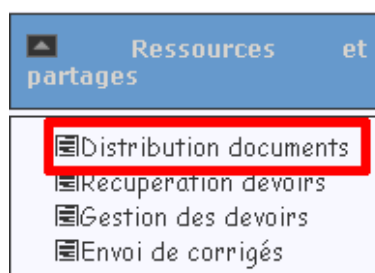 Ressources et
partages
Distribution documents
Récupération devoirs
Gestion des devoirs
Envoi de corrigés